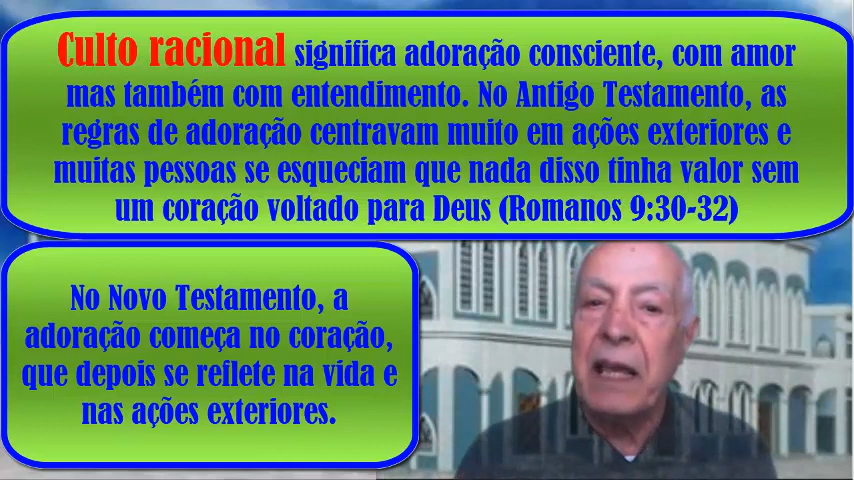 Culto racional significa adoração consciente, com amor
mas também com entendimento. No Antigo Testamento, as
regras de adoração centravam muito em ações exteriores e
muitas pessoas se esqueciam que nada disso tinha valor sem
um coração voltado para Deus (Romanos 9:30-32)
No Novo Testamento, a
adoração começa no coração,
que depois se reflete na vida e
nas ações exteriores.